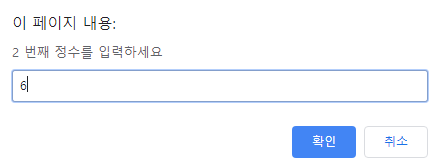 이 페이지 내용:
2 번째 정수를 입력하세요
6
확인 취소